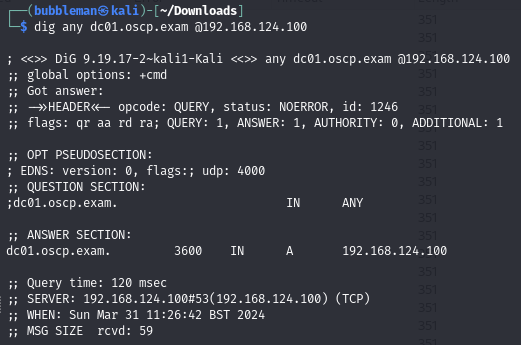 (bubbleman㉿kali)-[~/Downloads]
$ dig any dc01.oscp.exam @192.168.124.100

; <<>> DiG 9.19.17-2~kali1-Kali <<>> any dc01.oscp.exam @192.168.124.100
;; global options: +cmd
;; Got answer:
;; ->>HEADER<<- opcode: QUERY, status: NOERROR, id: 1246
;; flags: qr aa rd ra; QUERY: 1, ANSWER: 1, AUTHORITY: 0, ADDITIONAL: 1

;; OPT PSEUDOSECTION:
; EDNS: version: 0, flags:; udp: 4000
;; QUESTION SECTION:
;dc01.oscp.exam. IN ANY

;; ANSWER SECTION:
dc01.oscp.exam. 3600 IN A 192.168.124.100

;; Query time: 120 msec
;; SERVER: 192.168.124.100#53(192.168.124.100) (TCP)
;; WHEN: Sun Mar 31 11:26:42 BST 2024
;; MSG SIZE rcvd: 59